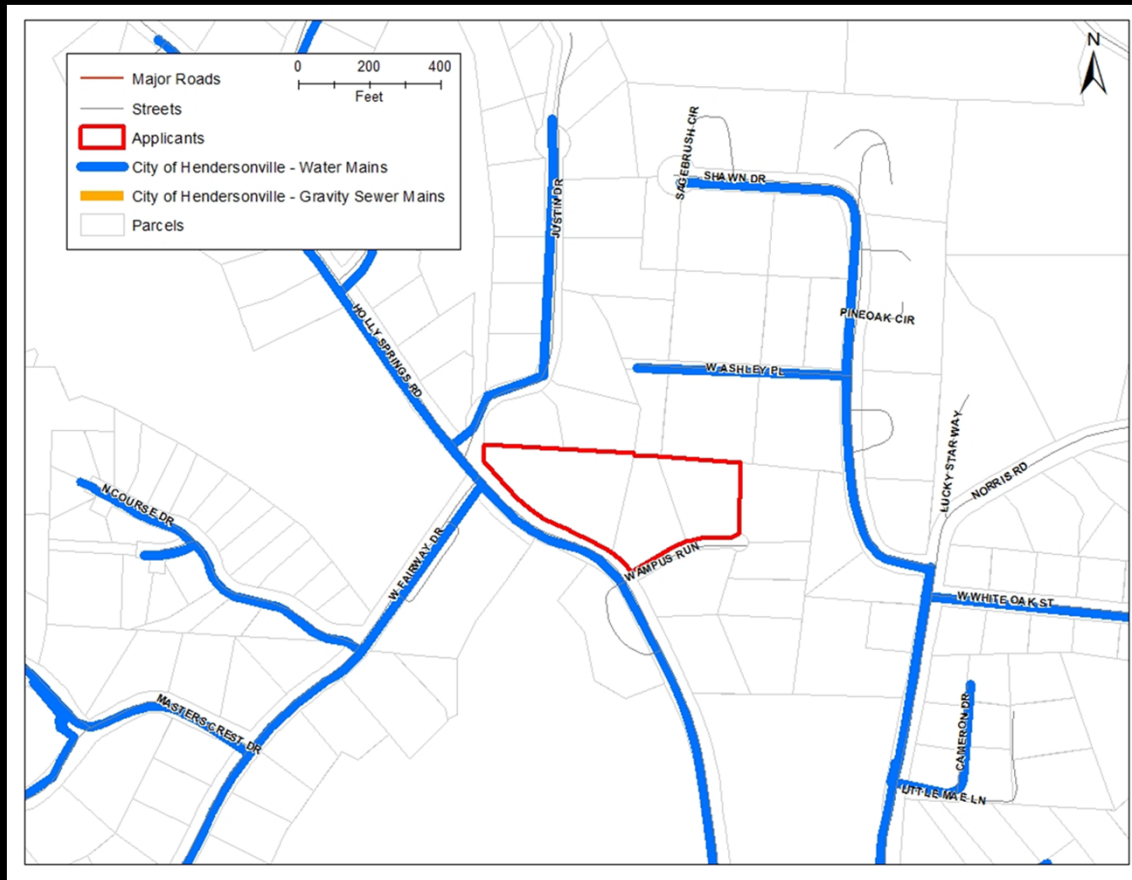 N
0 200 400
Feet
Major Roads
Streets
Applicants
City of Hendersonville - Water Mains
City of Hendersonville - Gravity Sewer Mains
Parcels
SAGEBRUSH CIR
SHAWN DR
JUSTIN DR
PINEOAK CIR
HOLLY SPRINGS RD
W ASHLEY PL
LUCKY STAR WAY
NORRIS RD
N COURSE DR
W FAIRWAY DR
WAMPUS RUN
W WHITE OAK ST
MASTERS CREST DR
CAMERON DR
LITTLE MAE LN